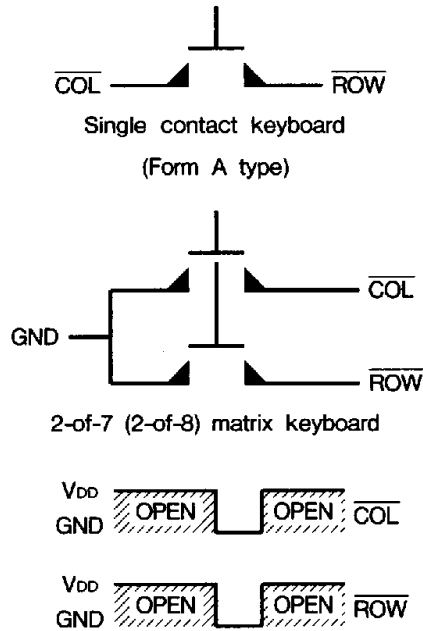 COL ROW
Single contact keyboard
(Form A type)
COL
GND
ROW
2-of-7 (2-of-8) matrix keyboard
VDD
OPEN OPEN COL
GND
VDD
OPEN OPEN ROW
GND